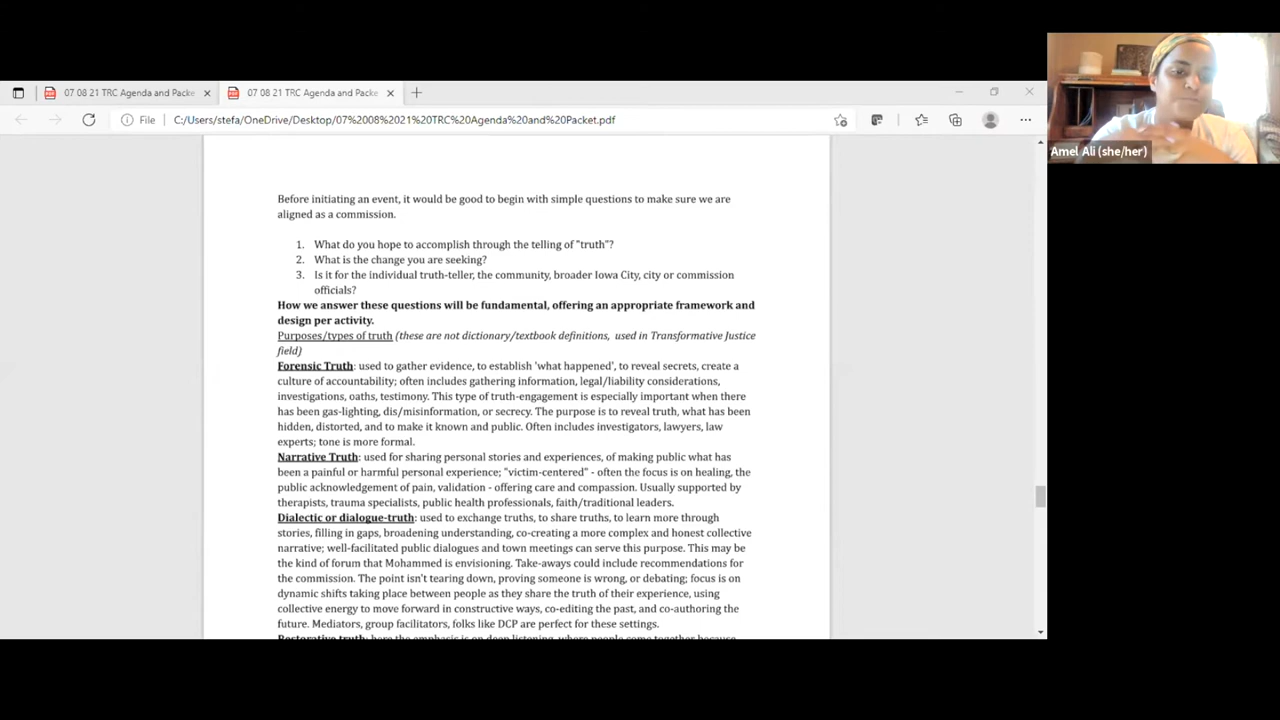 07 08 21 TRC Agenda and Packe
07 08 21 TRC Agenda and Packe
File
C:/Users/stefa/OneDrive/Desktop/07%2008%2021%20TRC%20Agenda%20and%20Packet.pdf
Amel Ali (she/her)
Before initiating an event, it would be good to begin with simple questions to make sure we are
aligned as a commission.
1. What do you hope to accomplish through the telling of "truth"?
2. What is the change you are seeking?
3. Is it for the individual truth-teller, the community, broader Iowa City, city or commission
officials?
How we answer these questions will be fundamental, offering an appropriate framework and
design per activity.
Purposes/types of truth (these are not dictionary/textbook definitions, used in Transformative Justice
field)
Forensic Truth: used to gather evidence, to establish 'what happened', to reveal secrets, create a
culture of accountability; often includes gathering information, legal/liability considerations,
investigations, oaths, testimony. This type of truth-engagement is especially important when there
has been gas-lighting, dis/misinformation, or secrecy. The purpose is to reveal truth, what has been
hidden, distorted, and to make it known and public. Often includes investigators, lawyers, law
experts; tone is more formal.
Narrative Truth: used for sharing personal stories and experiences, of making public what has
been a painful or harmful personal experience; "victim-centered" - often the focus is on healing, the
public acknowledgement of pain, validation - offering care and compassion. Usually supported by
therapists, trauma specialists, public health professionals, faith/traditional leaders.
Dialectic or dialogue-truth: used to exchange truths, to share truths, to learn more through
stories, filling in gaps, broadening understanding, co-creating a more complex and honest collective
narrative; well-facilitated public dialogues and town meetings can serve this purpose. This may be
the kind of forum that Mohammed is envisioning. Take-aways could include recommendations for
the commission. The point isn't tearing down, proving someone is wrong, or debating; focus is on
dynamic shifts taking place between people as they share the truth of their experience, using
collective energy to move forward in constructive ways, co-editing the past, and co-authoring the
future. Mediators, group facilitators, folks like DCP are perfect for these settings.
Restorative truth: here the emphasis is on deep listening, where people come together because